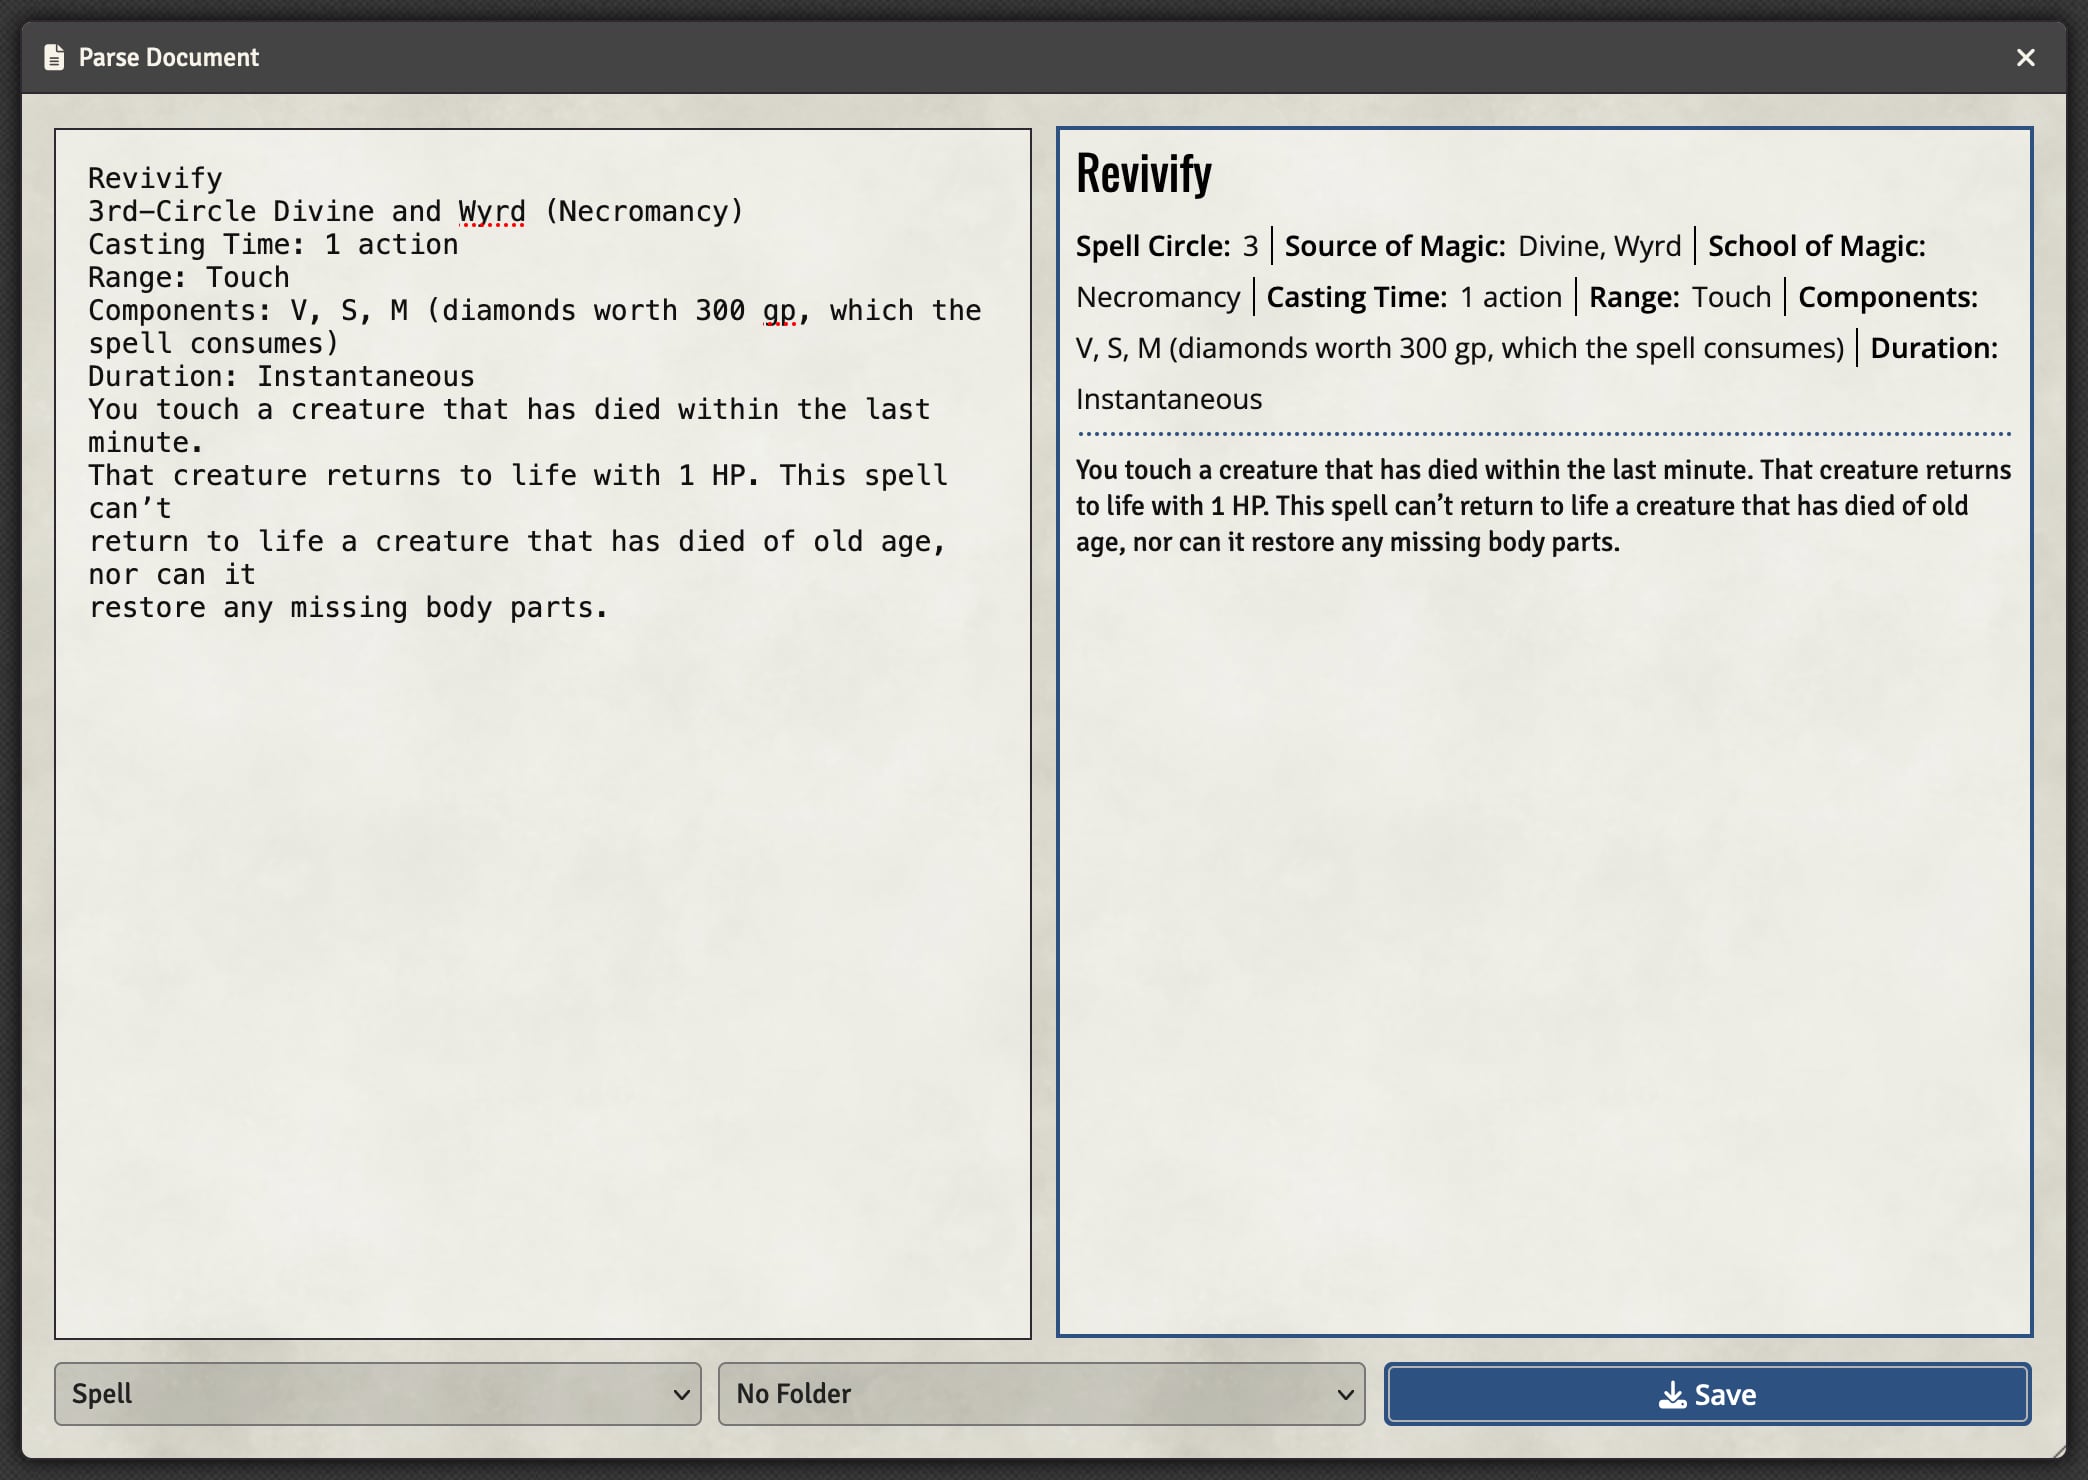 Parse Document
Revivify
3rd–Circle Divine and Wyrd (Necromancy)
Casting Time: 1 action
Range: Touch
Components: V, S, M (diamonds worth 300 gp, which the
spell consumes)
Duration: Instantaneous
You touch a creature that has died within the last
minute.
That creature returns to life with 1 HP. This spell
can’t
return to life a creature that has died of old age,
nor can it
restore any missing body parts.
Revivify
Spell Circle: 3 | Source of Magic: Divine, Wyrd | School of Magic:
Necromancy | Casting Time: 1 action | Range: Touch | Components:
V, S, M (diamonds worth 300 gp, which the spell consumes) | Duration:
Instantaneous
You touch a creature that has died within the last minute. That creature returns
to life with 1 HP. This spell can’t return to life a creature that has died of old
age, nor can it restore any missing body parts.
Spell
No Folder
Save